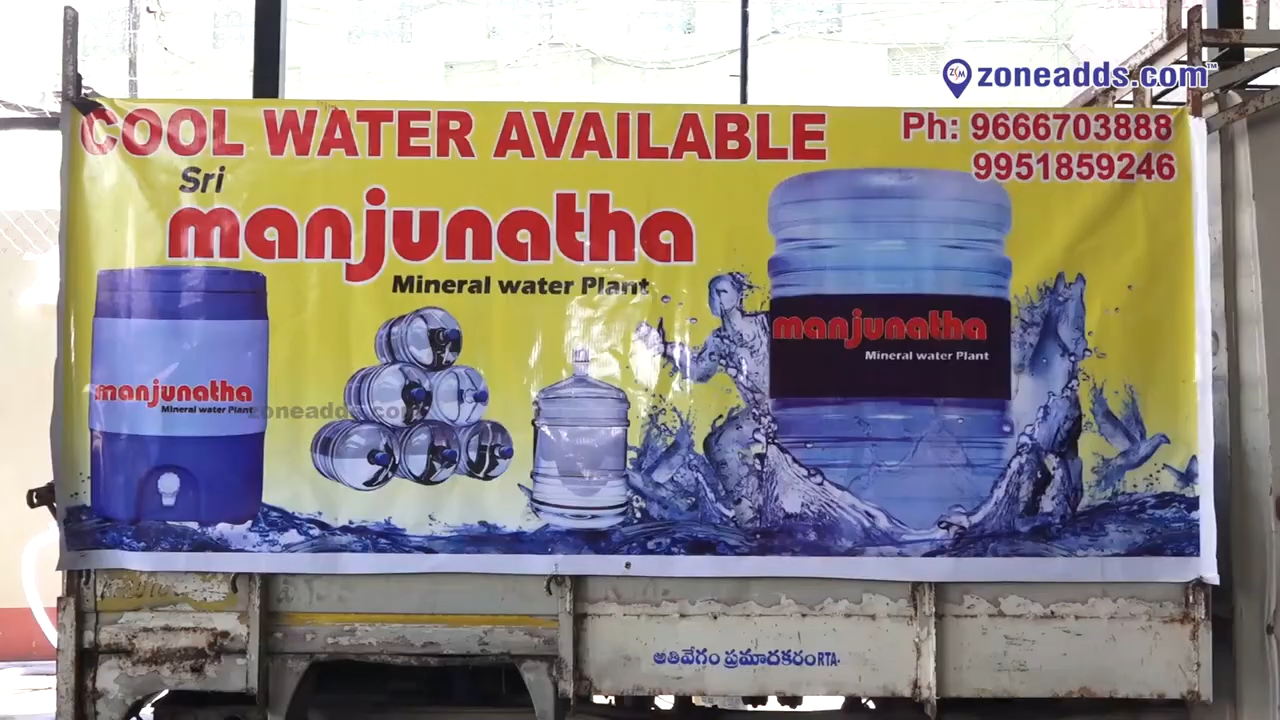 zoneadds.com™
COOL WATER AVAILABLE
Ph: 9666703888
9951859246
Sri
manjunatha
Mineral water Plant
manjunatha
Mineral water Plant
manjunatha
Mineral water Plant
zoneadds.com
అతివేగం ప్రమాదకరం RTA.